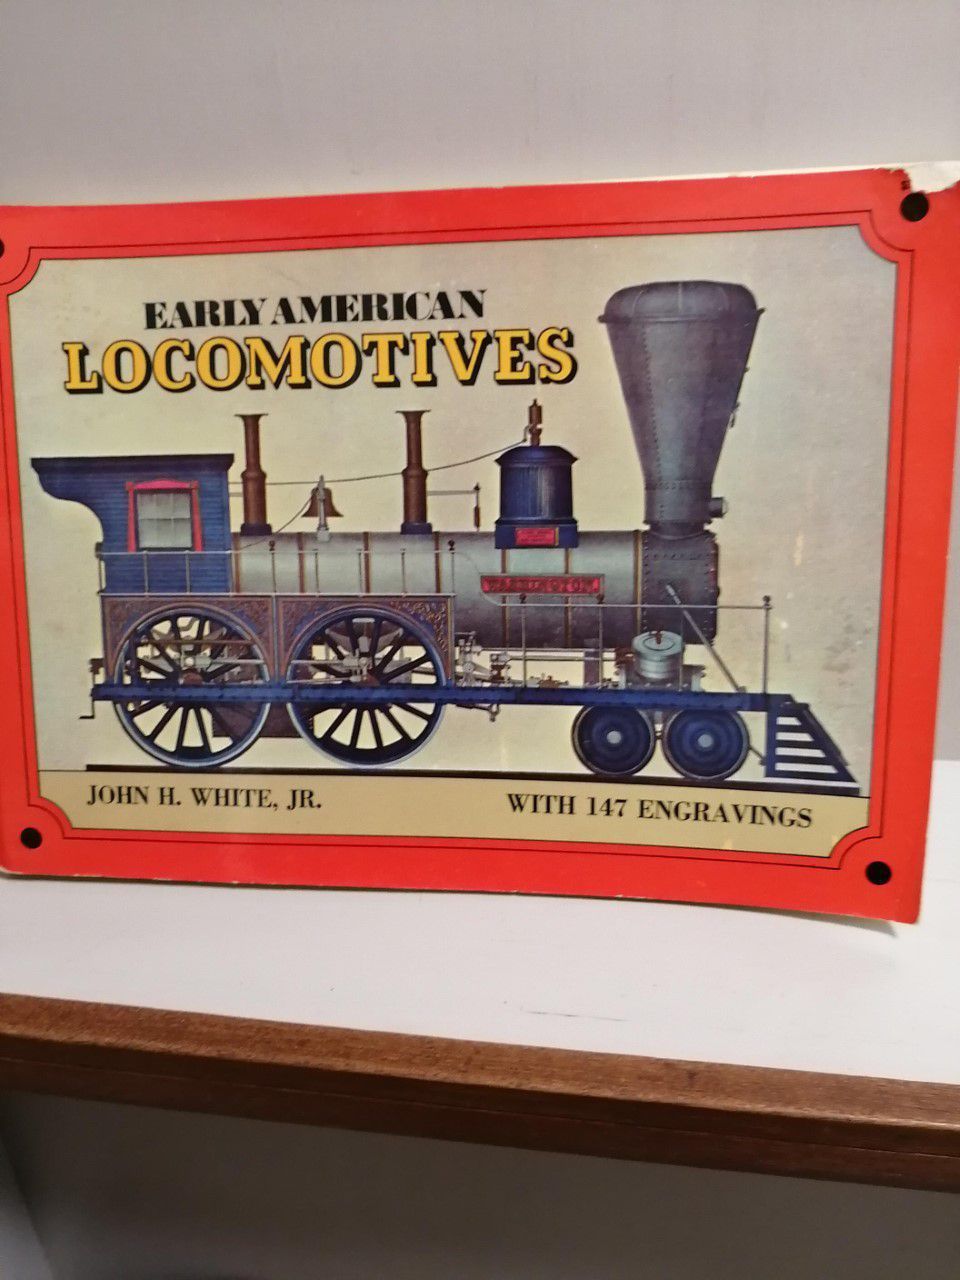 EARLY AMERICAN
LOCOMOTIVES
JOHN H. WHITE, JR.
WITH 147 ENGRAVINGS